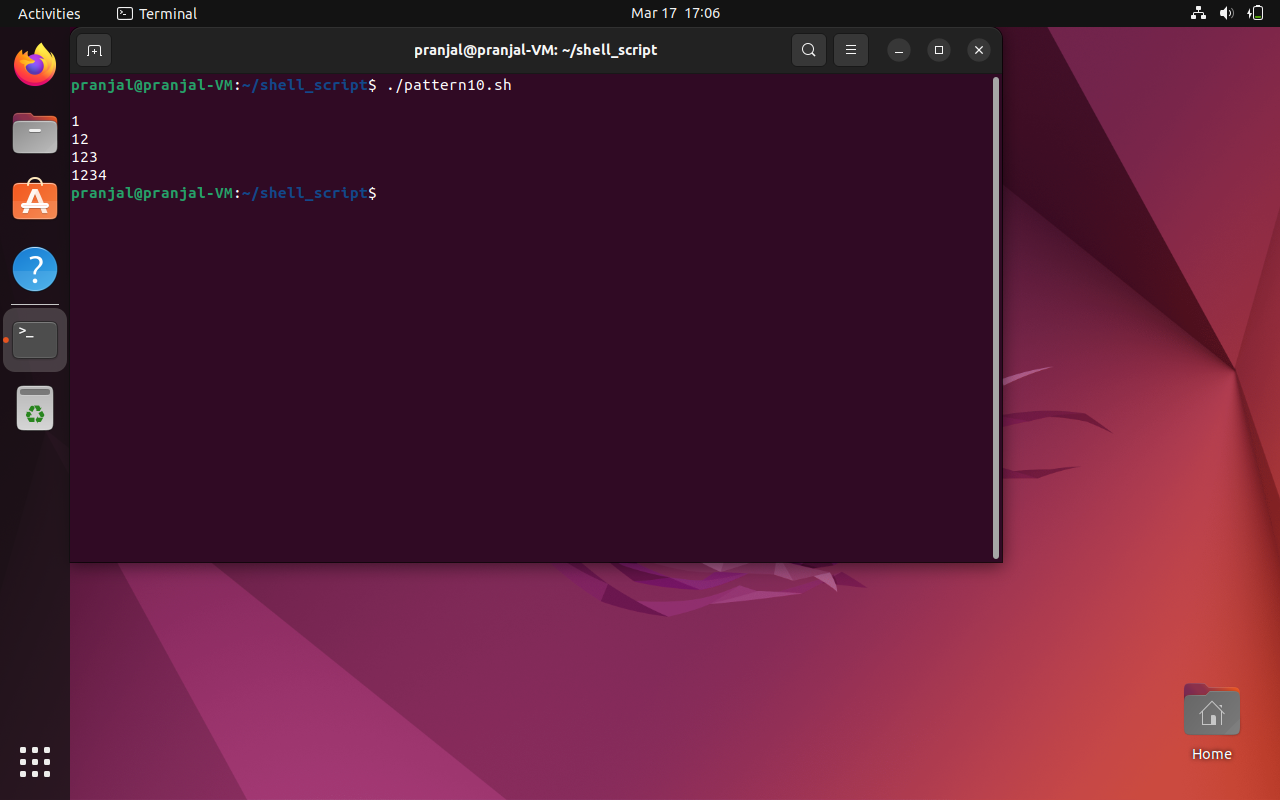 Activities
Terminal
Mar 17 17:06
pranjal@pranjal-VM: ~/shell_script
pranjal@pranjal-VM:~/shell_script$ ./pattern10.sh
1
12
123
1234
pranjal@pranjal-VM:~/shell_script$
Home